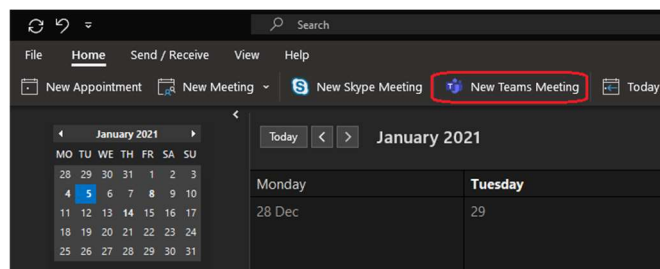 Search
File Home Send / Receive View Help
New Appointment New Meeting New Skype Meeting New Teams Meeting Today
January 2021
MO TU WE TH FR SA SU
28 29 30 31 1 2 3
4 5 6 7 8 9 10
11 12 13 14 15 16 17
18 19 20 21 22 23 24
25 26 27 28 29 30 31
Today January 2021
Monday Tuesday
28 Dec 29